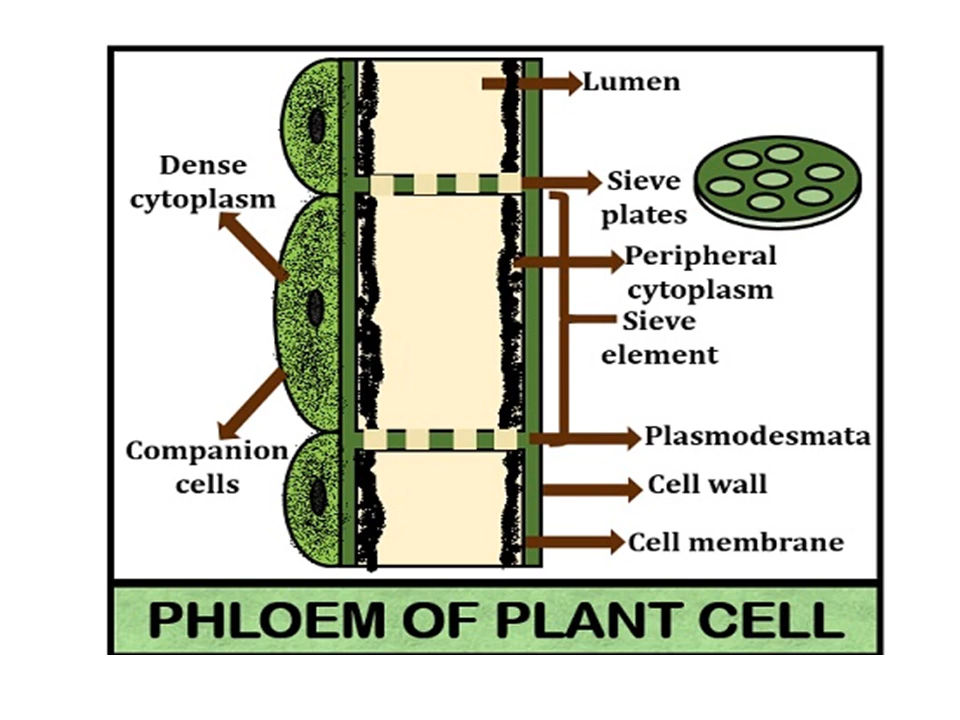 Lumen
Dense
cytoplasm
Sieve
plates
Peripheral
cytoplasm
Sieve
element
Companion
cells
Plasmodesmata
Cell wall
Cell membrane
PHLOEM OF PLANT CELL